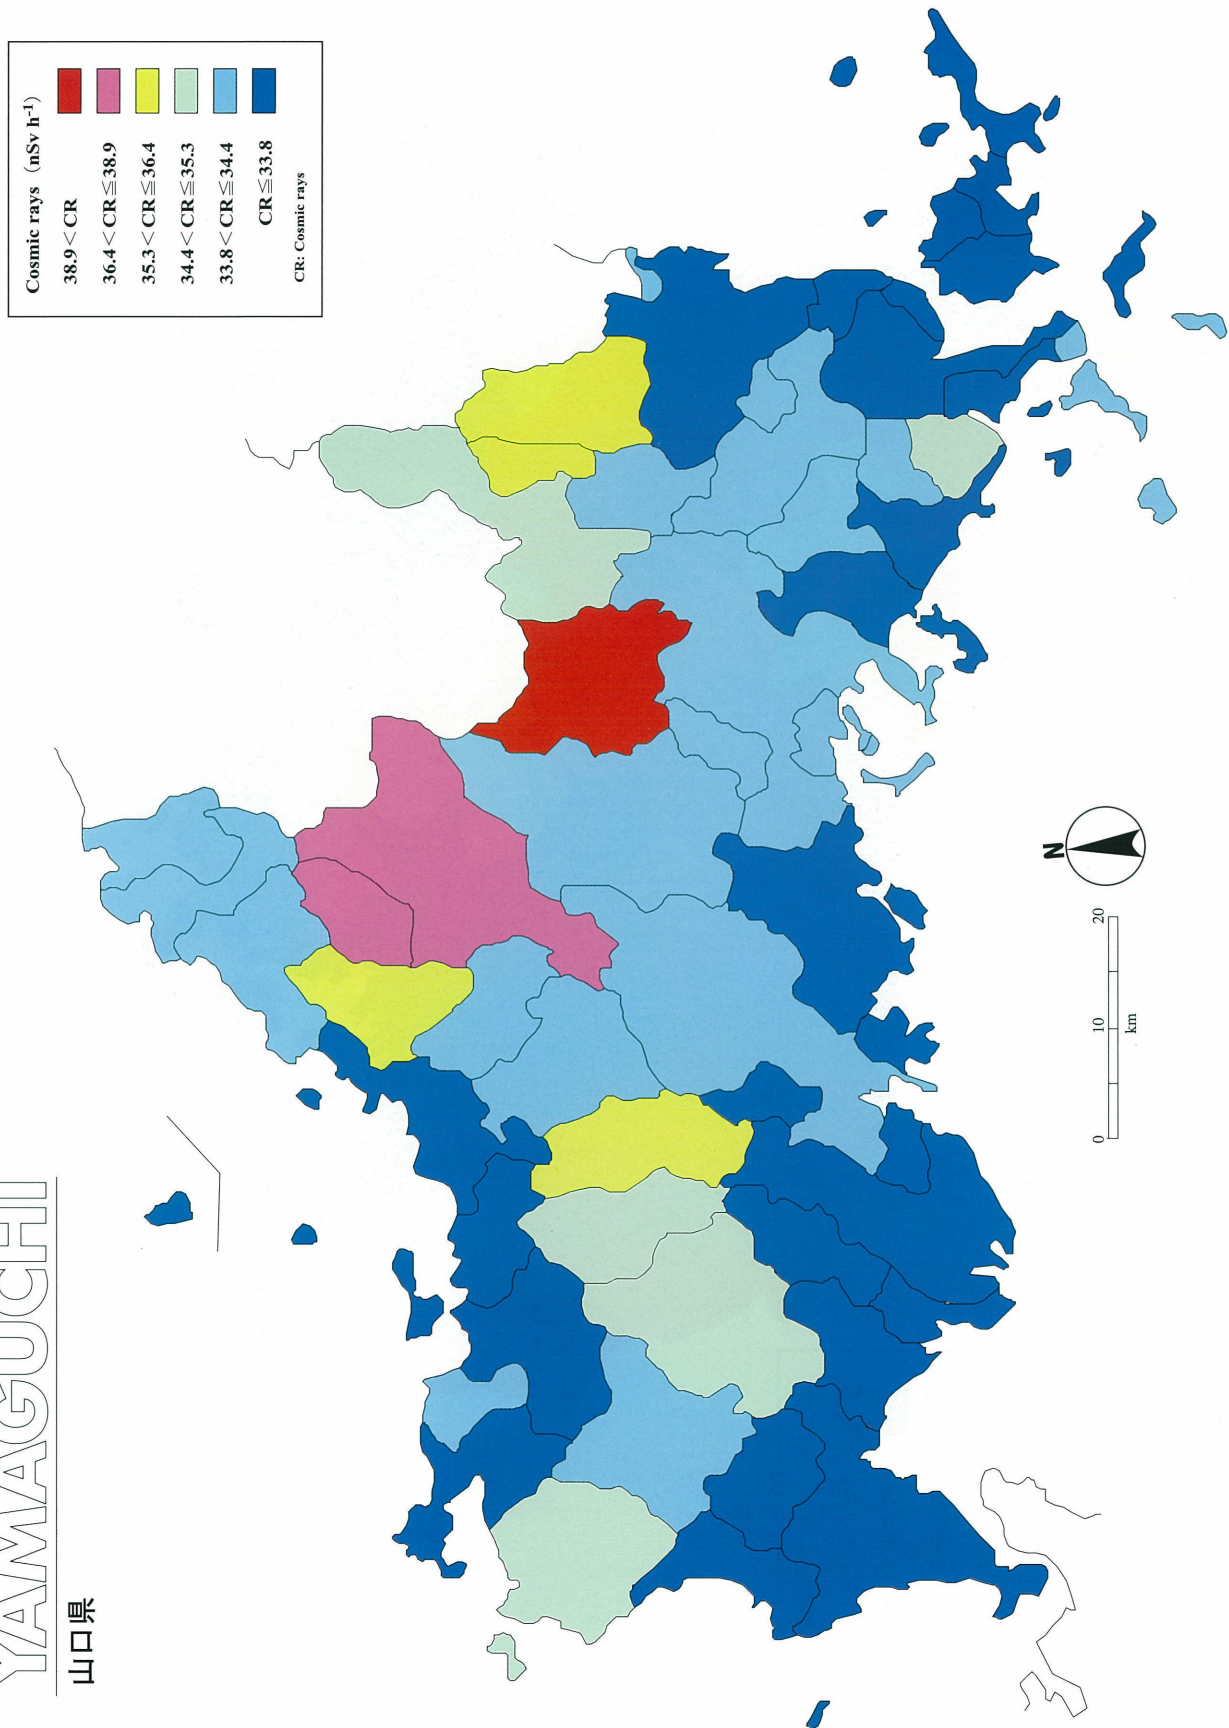 YAMAGUCHI
山口県
Cosmic rays (nSv h-1)
38.9＜CR
36.4＜CR≦38.9
35.3＜CR≦36.4
34.4＜CR≦35.3
33.8＜CR≦34.4
CR≦33.8
CR: Cosmic rays
N
0 10 20
km